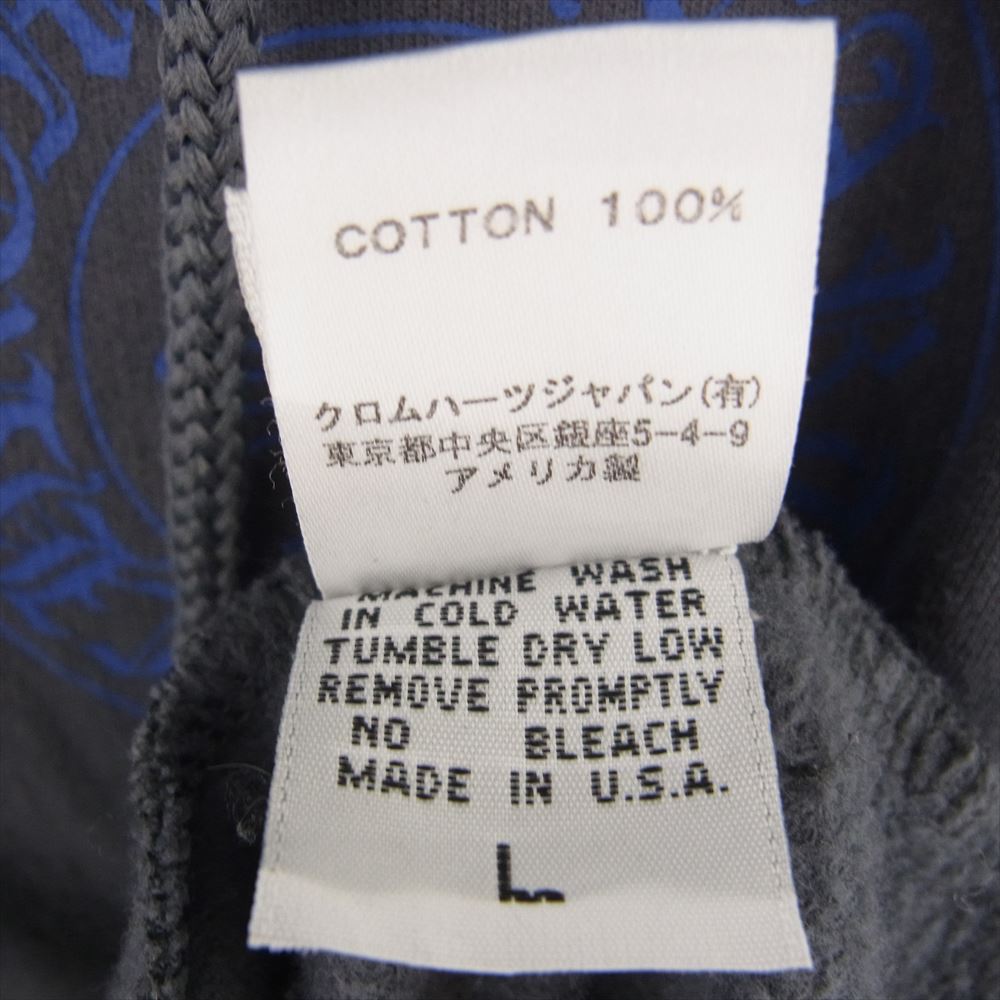 COTTON 100%
クロムハーツジャパン(有)
東京都中央区銀座5-4-9
アメリカ製
MACHINE WASH
IN COLD WATER
TUMBLE DRY LOW
REMOVE PROMPTLY
NO BLEACH
MADE IN U.S.A.
L